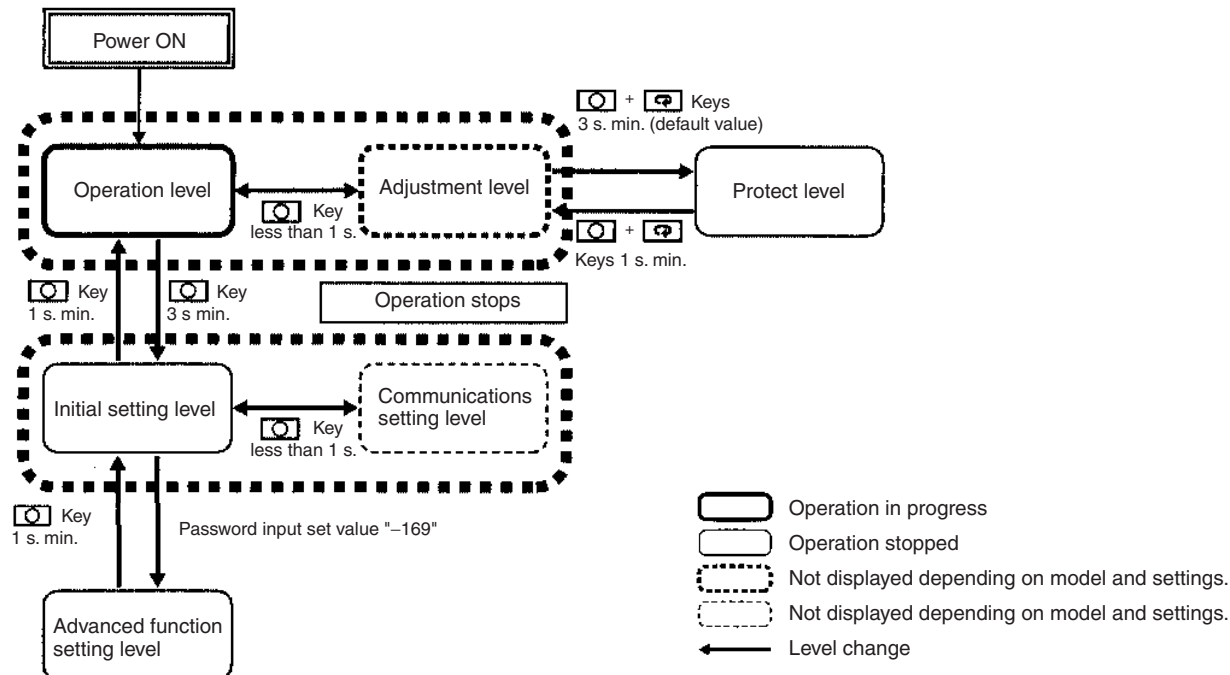 Power ON
+ Keys
3 s. min. (default value)
Operation level
Adjustment level
Protect level
Key
less than 1 s.
+
Keys 1 s. min.
Key
1 s. min.
Key
3 s min.
Operation stops
Initial setting level
Communications
setting level
Key
less than 1 s.
Key
1 s. min.
Password input set value "–169"
Advanced function
setting level
Operation in progress
Operation stopped
Not displayed depending on model and settings.
Not displayed depending on model and settings.
Level change